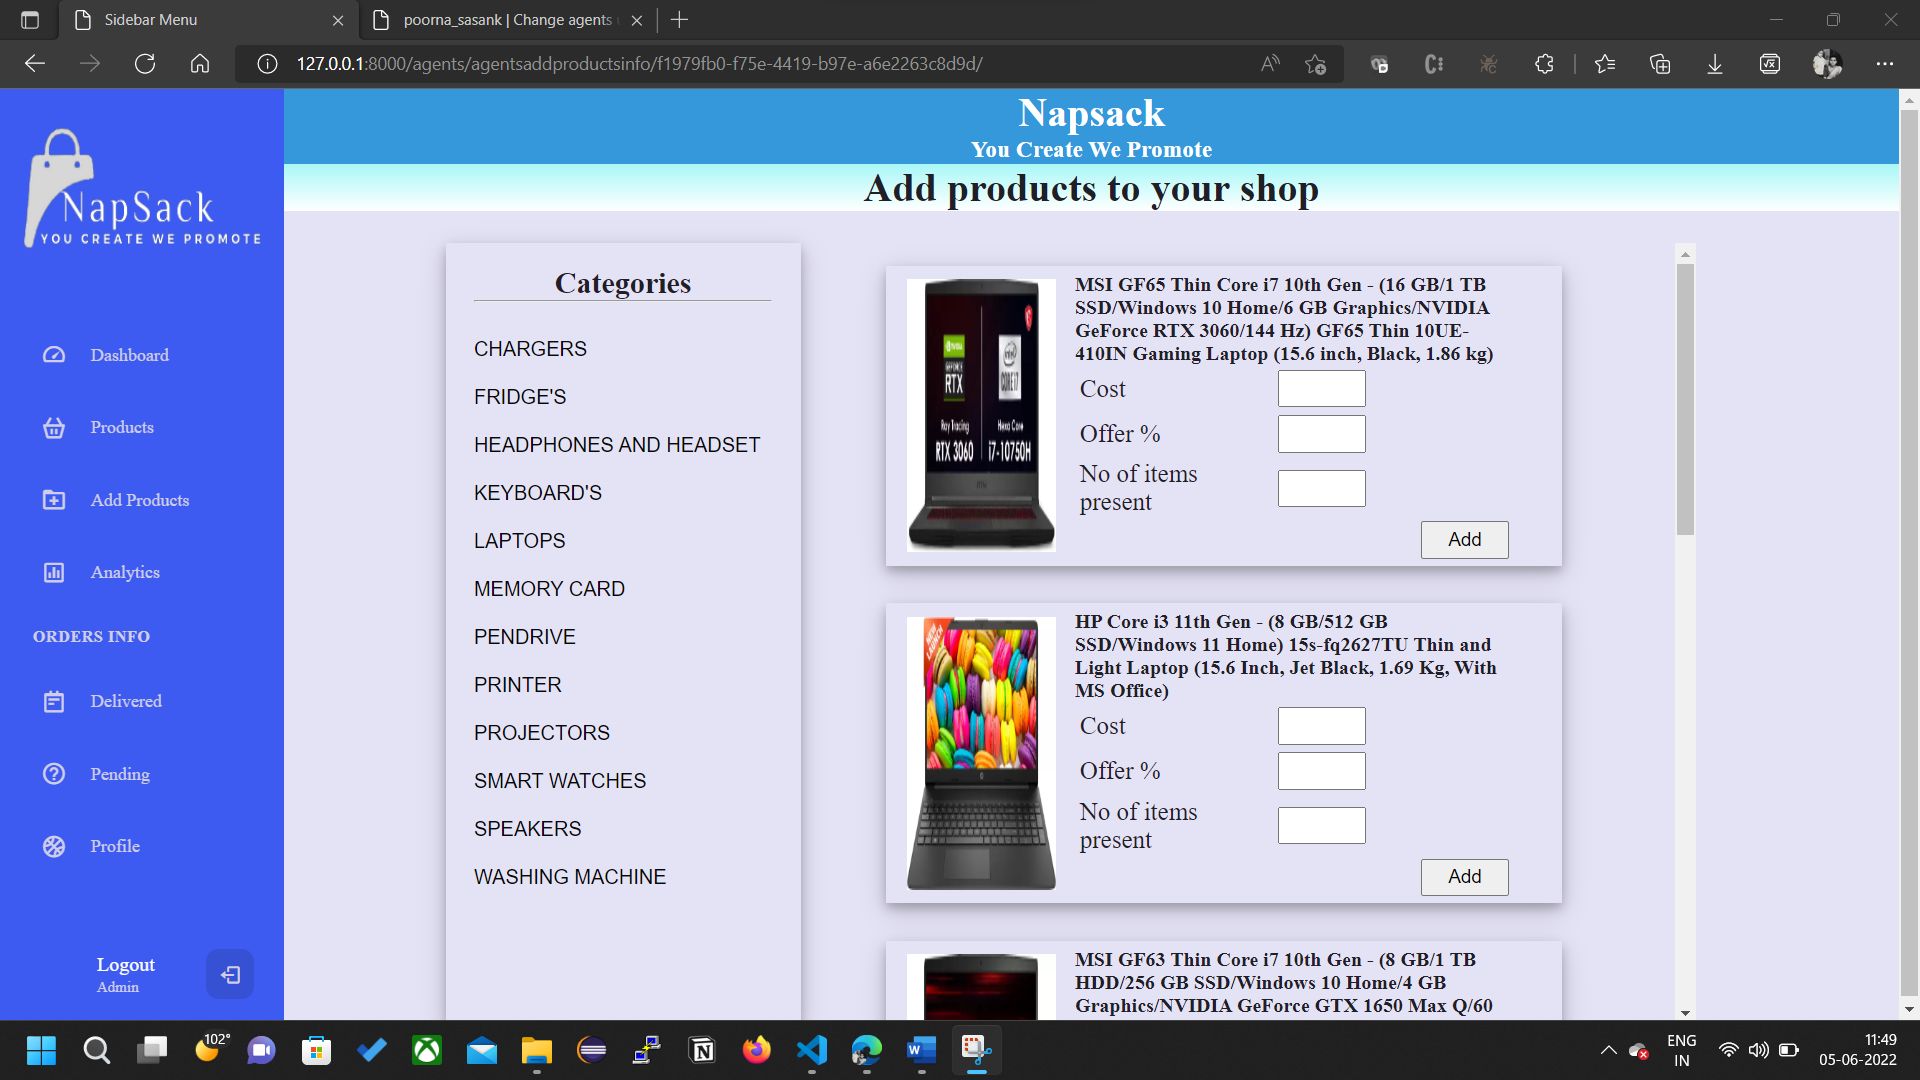 Sidebar Menu
poorna_sasank | Change agents
127.0.0.1:8000/agents/agentsaddproductsinfo/f1979fb0-f75e-4419-b97e-a6e2263c8d9d/
NapSack
YOU CREATE WE PROMOTE
Dashboard
Products
Add Products
Analytics
ORDERS INFO
Delivered
Pending
Profile
Logout
Admin
Napsack
You Create We Promote
Add products to your shop
Categories
CHARGERS
FRIDGE'S
HEADPHONES AND HEADSET
KEYBOARD'S
LAPTOPS
MEMORY CARD
PENDRIVE
PRINTER
PROJECTORS
SMART WATCHES
SPEAKERS
WASHING MACHINE
NVIDIA
GEFORCE
RTX
Ray Tracing
RTX 3060
intel
CORE i7
Hexa Core
i7-10750H
MSI GF65 Thin Core i7 10th Gen - (16 GB/1 TB
SSD/Windows 10 Home/6 GB Graphics/NVIDIA
GeForce RTX 3060/144 Hz) GF65 Thin 10UE-
410IN Gaming Laptop (15.6 inch, Black, 1.86 kg)
Cost
Offer %
No of items
present
Add
NEW
LAUNCH
HP Core i3 11th Gen - (8 GB/512 GB
SSD/Windows 11 Home) 15s-fq2627TU Thin and
Light Laptop (15.6 Inch, Jet Black, 1.69 Kg, With
MS Office)
Cost
Offer %
No of items
present
Add
MSI GF63 Thin Core i7 10th Gen - (8 GB/1 TB
HDD/256 GB SSD/Windows 10 Home/4 GB
Graphics/NVIDIA GeForce GTX 1650 Max Q/60
102°
ENG
IN
11:49
05-06-2022